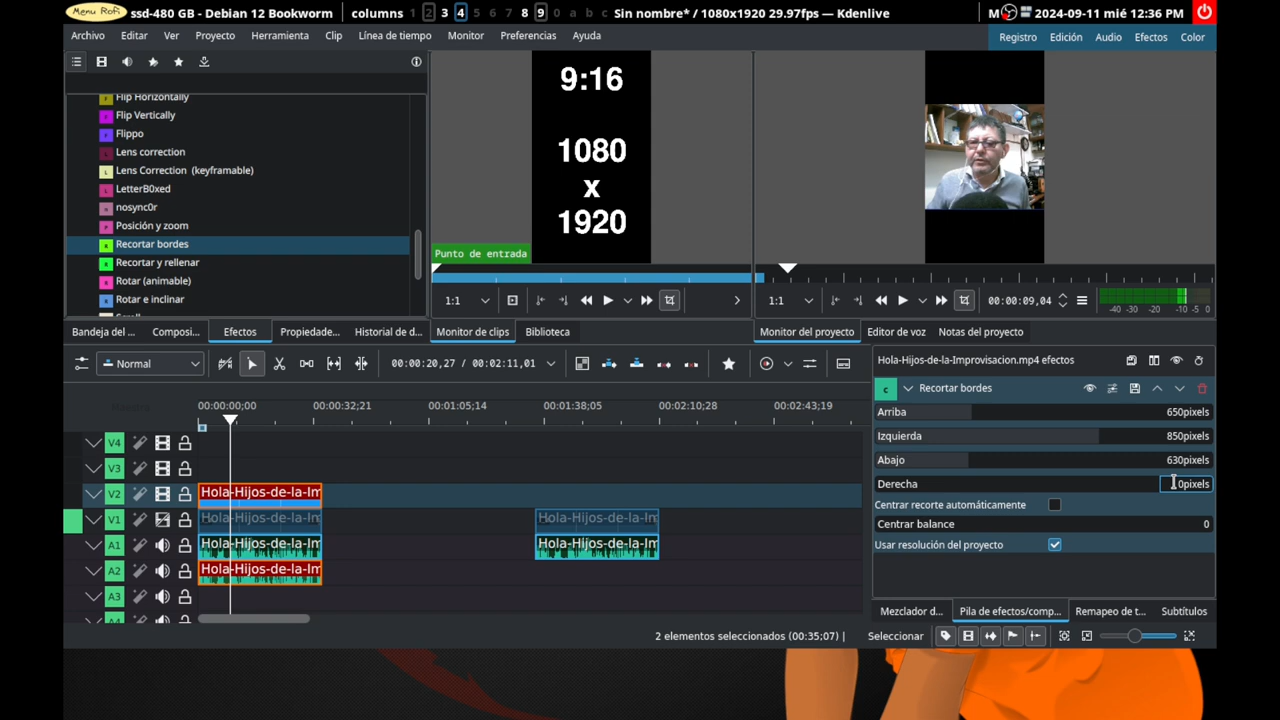 Menu Rofi ssd-480 GB - Debian 12 Bookworm | columns 1 2 3 4 5 6 7 8 9 0 a b c Sin nombre* / 1080x1920 29.97fps — Kdenlive M 2024-09-11 mié 12:36 PM
Archivo Editar Ver Proyecto Herramienta Clip Línea de tiempo Monitor Preferencias Ayuda Registro Edición Audio Efectos Color
Flip Horizontally
Flip Vertically
Flippo
Lens correction
Lens Correction (keyframable)
LetterB0xed
nosync0r
Posición y zoom
Recortar bordes
Recortar y rellenar
Rotar (animable)
Rotar e inclinar
9:16
1080
x
1920
Punto de entrada
1:1
1:1 00:00:09,04 -40 -30 -20 -10 -5 0
Bandeja del ... Composi... Efectos Propiedade... Historial de d... Monitor de clips Biblioteca Monitor del proyecto Editor de voz Notas del proyecto
Normal 00:00:20,27 / 00:02:11,01
00:00:00;00 00:00:32;21 00:01:05;14 00:01:38;05 00:02:10;28 00:02:43;19
V4
V3
V2 Hola-Hijos-de-la-Im
V1 Hola-Hijos-de-la-Im Hola-Hijos-de-la-Im
A1 Hola-Hijos-de-la-Im Hola-Hijos-de-la-Im
A2 Hola-Hijos-de-la-Im
A3
Hola-Hijos-de-la-Improvisacion.mp4 efectos
c Recortar bordes
Arriba 650pixels
Izquierda 850pixels
Abajo 630pixels
Derecha 0pixels
Centrar recorte automáticamente
Centrar balance 0
Usar resolución del proyecto
Mezclador d... Pila de efectos/comp... Remapeo de t... Subtítulos
2 elementos seleccionados (00:35;07) | Seleccionar